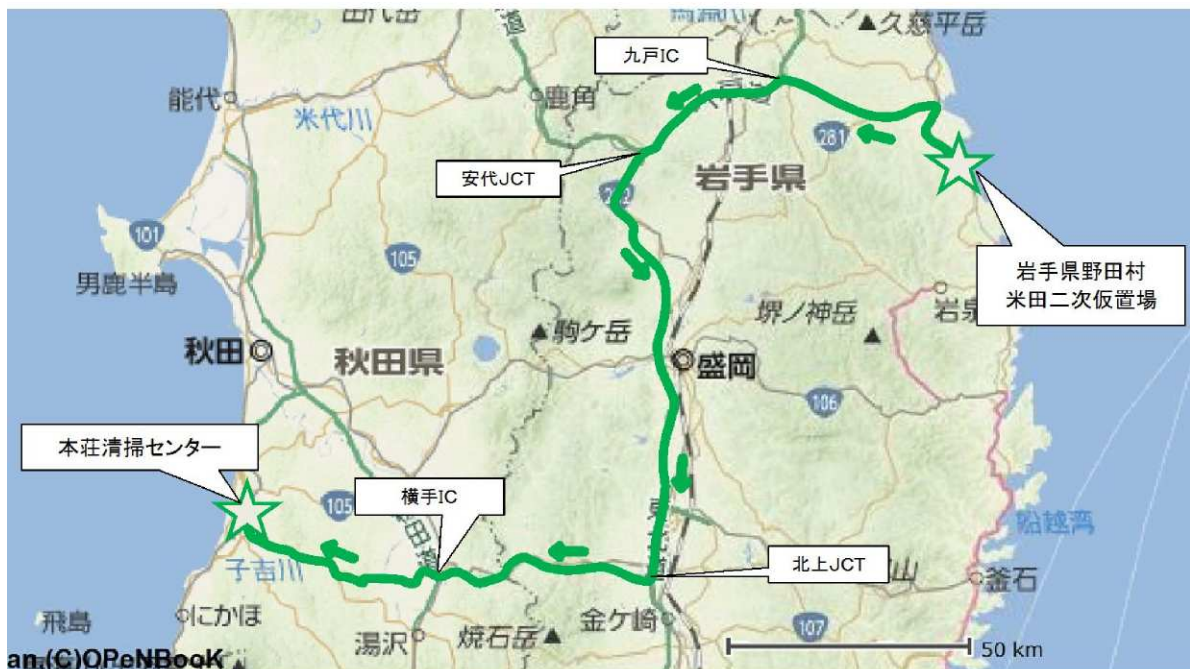 久慈平岳
九戸IC
能代
鹿角
米代川
281
安代JCT
岩手県
101
105
男鹿半島
岩手県野田村
米田二次仮置場
堺ノ神岳
岩泉
駒ケ岳
秋田
秋田県
盛岡
106
本荘清掃センター
横手IC
105
船越湾
北上JCT
子吉川
釜石
にかほ
金ケ崎
飛島
湯沢
焼石岳
107
50 km
an,(C)OPeNBooK